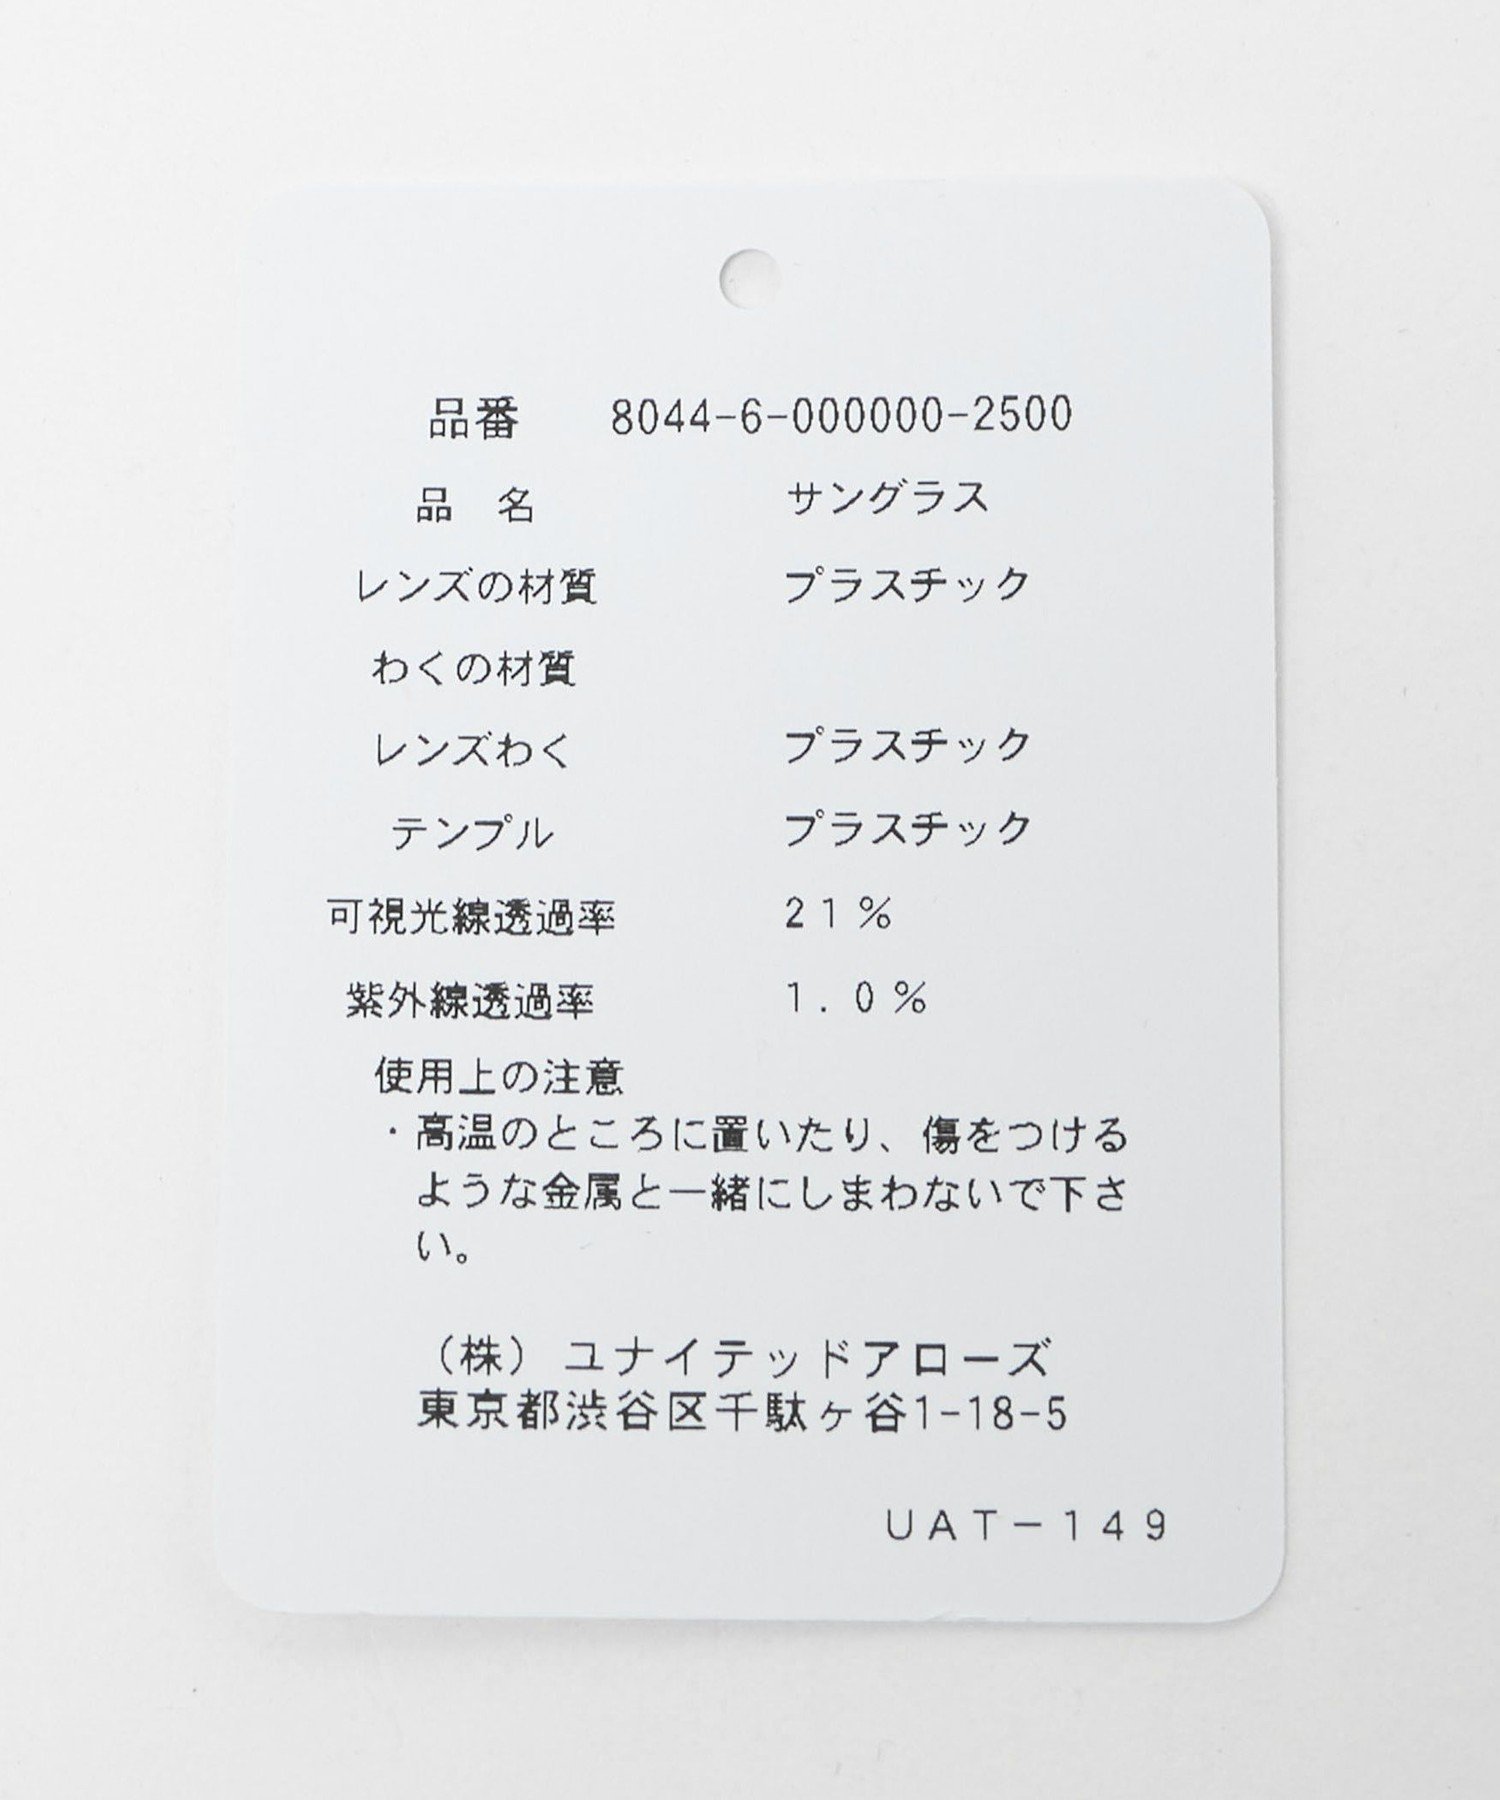 品番 8044-6-000000-2500
品 名 サングラス
レンズの材質 プラスチック
わくの材質
レンズわく プラスチック
テンプル プラスチック
可視光線透過率 21%
紫外線透過率 1.0%
使用上の注意
・高温のところに置いたり、傷をつける
ような金属と一緒にしまわないで下さ
い。
（株）ユナイテッドアローズ
東京都渋谷区千駄ヶ谷1-18-5
UAT-149